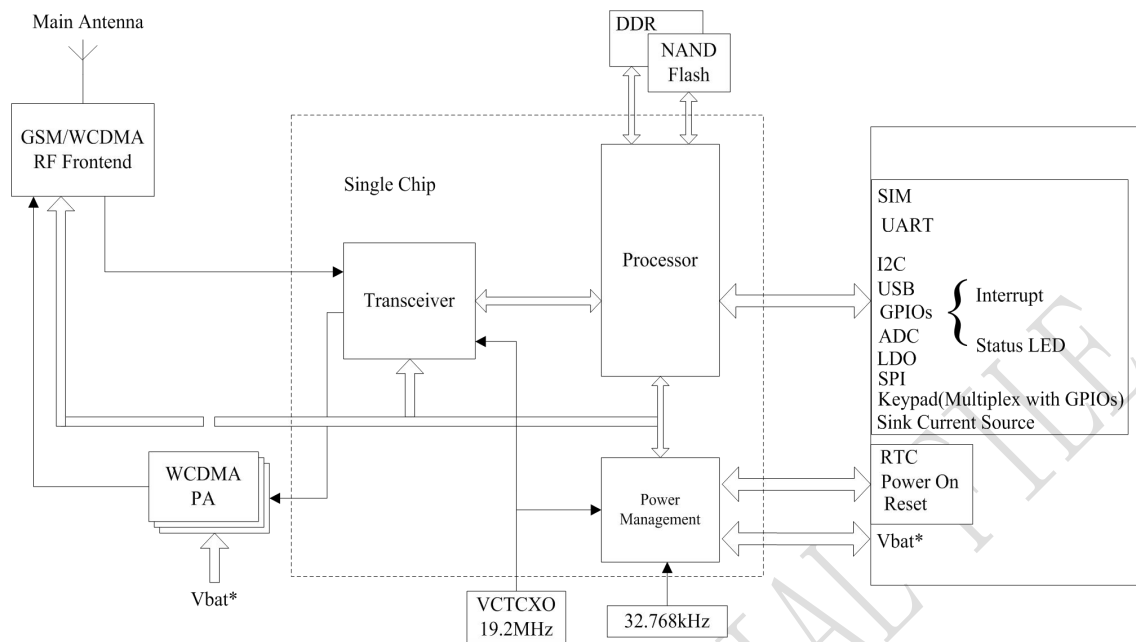 Main Antenna
DDR
NAND
Flash
GSM/WCDMA
RF Frontend
Single Chip
Transceiver
Processor
SIM
UART
I2C
USB
GPIOs
Interrupt
ADC
Status LED
LDO
SPI
Keypad(Multiplex with GPIOs)
Sink Current Source
WCDMA
PA
Vbat*
Power
Management
RTC
Power On
Reset
Vbat*
VCTCXO
19.2MHz
32.768kHz